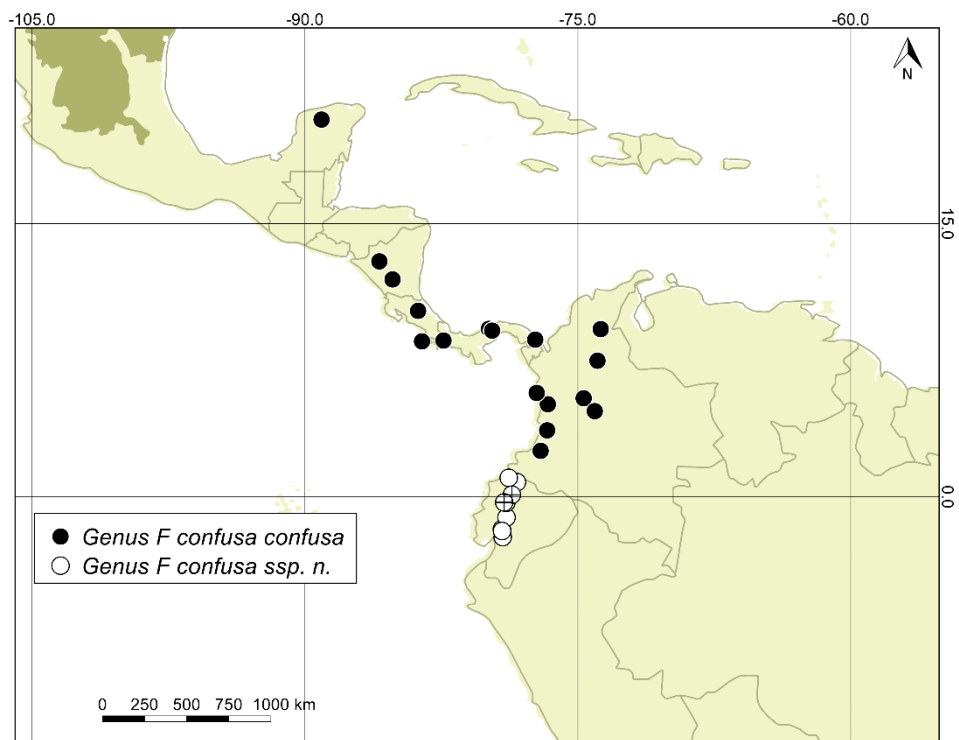 -105.0 -90.0 -75.0 -60.0
N
15.0
0.0
Genus F confusa confusa
Genus F confusa ssp. n.
0 250 500 750 1000 km